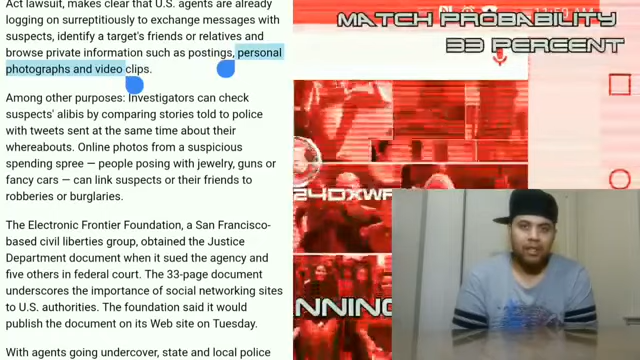 Act lawsuit, makes clear that U.S. agents are already
logging on surreptitiously to exchange messages with
suspects, identify a target's friends or relatives and
browse private information such as postings, personal
photographs and video clips.
Among other purposes: Investigators can check
suspects' alibis by comparing stories told to police
with tweets sent at the same time about their
whereabouts. Online photos from a suspicious
spending spree — people posing with jewelry, guns or
fancy cars — can link suspects or their friends to
robberies or burglaries.
The Electronic Frontier Foundation, a San Francisco-
based civil liberties group, obtained the Justice
Department document when it sued the agency and
five others in federal court. The 33-page document
underscores the importance of social networking sites
to U.S. authorities. The foundation said it would
publish the document on its Web site on Tuesday.
With agents going undercover, state and local police
MATCH PROBABILITY
33 PERCENT
NNING